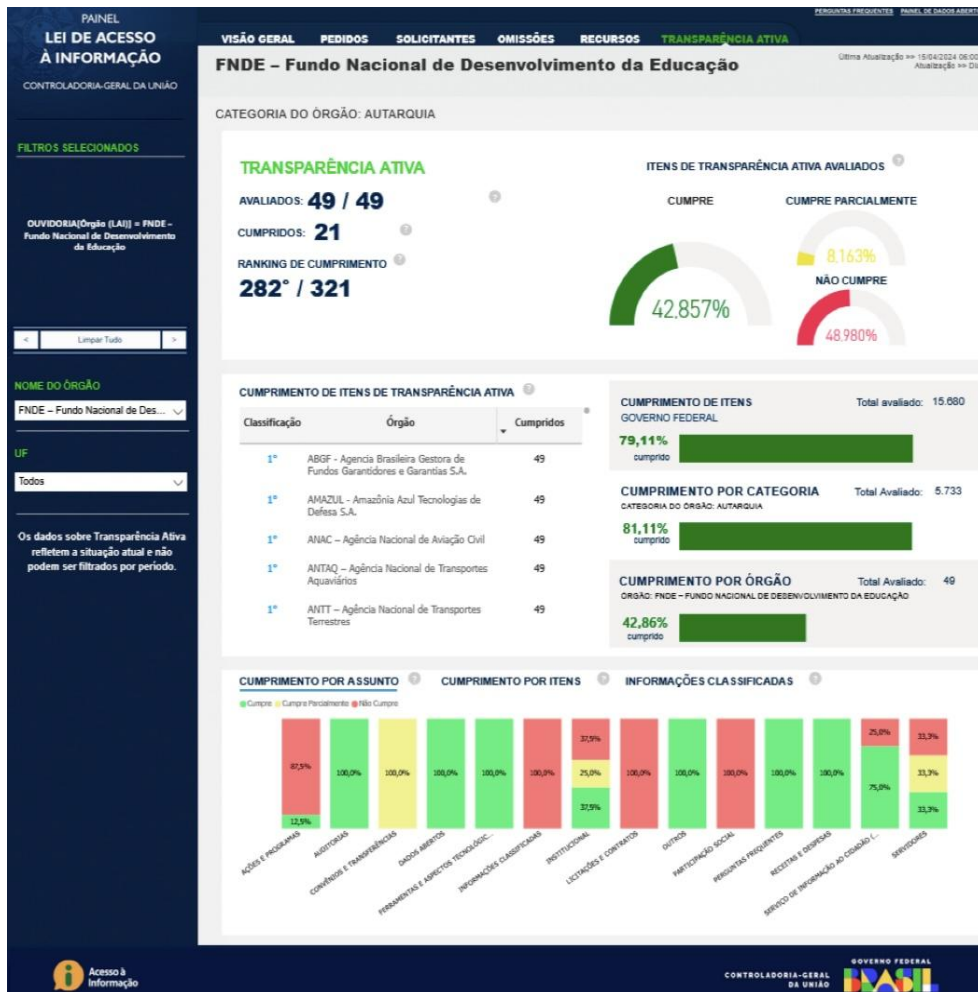 PERGUNTAS FREQUENTES PAINEL DE DADOS ABERTO
PAINEL
LEI DE ACESSO
À INFORMAÇÃO
CONTROLADORIA-GERAL DA UNIÃO
VISÃO GERAL PEDIDOS SOLICITANTES OMISSÕES RECURSOS TRANSPARÊNCIA ATIVA
FNDE – Fundo Nacional de Desenvolvimento da Educação
Última Atualização >> 15/04/2024 06:00
Atualização >> Diá
CATEGORIA DO ÓRGÃO: AUTARQUIA
FILTROS SELECIONADOS
OUVIDORIA[Órgão (LAI)] = FNDE –
Fundo Nacional de Desenvolvimento
da Educação
< Limpar Tudo >
NOME DO ÓRGÃO
FNDE – Fundo Nacional de Des...
UF
Todos
Os dados sobre Transparência Ativa
refletem a situação atual e não
podem ser filtrados por período.
TRANSPARÊNCIA ATIVA
AVALIADOS: 49 / 49
CUMPRIDOS: 21
RANKING DE CUMPRIMENTO
282° / 321
ITENS DE TRANSPARÊNCIA ATIVA AVALIADOS
CUMPRE
42,857%
CUMPRE PARCIALMENTE
8,163%
NÃO CUMPRE
48,980%
CUMPRIMENTO DE ITENS DE TRANSPARÊNCIA ATIVA
Classificação Órgão Cumpridos
1° ABGF - Agencia Brasileira Gestora de
Fundos Garantidores e Garantias S.A. 49
1° AMAZUL - Amazônia Azul Tecnologias de
Defesa S.A. 49
1° ANAC – Agência Nacional de Aviação Civil 49
1° ANTAQ – Agência Nacional de Transportes
Aquaviários 49
1° ANTT – Agência Nacional de Transportes
Terrestres 49
CUMPRIMENTO DE ITENS Total avaliado: 15.680
GOVERNO FEDERAL
79,11%
cumprido
CUMPRIMENTO POR CATEGORIA Total Avaliado: 5.733
CATEGORIA DO ÓRGÃO: AUTARQUIA
81,11%
cumprido
CUMPRIMENTO POR ÓRGÃO Total Avaliado: 49
ÓRGÃO: FNDE – FUNDO NACIONAL DE DESENVOLVIMENTO DA EDUCAÇÃO
42,86%
cumprido
CUMPRIMENTO POR ASSUNTO CUMPRIMENTO POR ITENS INFORMAÇÕES CLASSIFICADAS
Cumpre Cumpre Parcialmente Não Cumpre
87,5% 12,5%
100,0%
100,0%
100,0%
100,0%
100,0%
37,5% 25,0% 37,5%
100,0%
100,0%
100,0%
100,0%
100,0%
25,0% 75,0%
33,3% 33,3% 33,3%
AÇÕES E PROGRAMAS
AUDITORIAS
CONVÊNIOS E TRANSFERÊNCIAS
DADOS ABERTOS
FERRAMENTAS E ASPECTOS TECNOLÓGIC...
INFORMAÇÕES CLASSIFICADAS
INSTITUCIONAL
LICITAÇÕES E CONTRATOS
OUTROS
PARTICIPAÇÃO SOCIAL
PERGUNTAS FREQUENTES
RECEITAS E DESPESAS
SERVIÇO DE INFORMAÇÃO AO CIDADÃO (...
SERVIDORES
Acesso à
Informação
CONTROLADORIA-GERAL
DA UNIÃO
GOVERNO FEDERAL
BRASIL